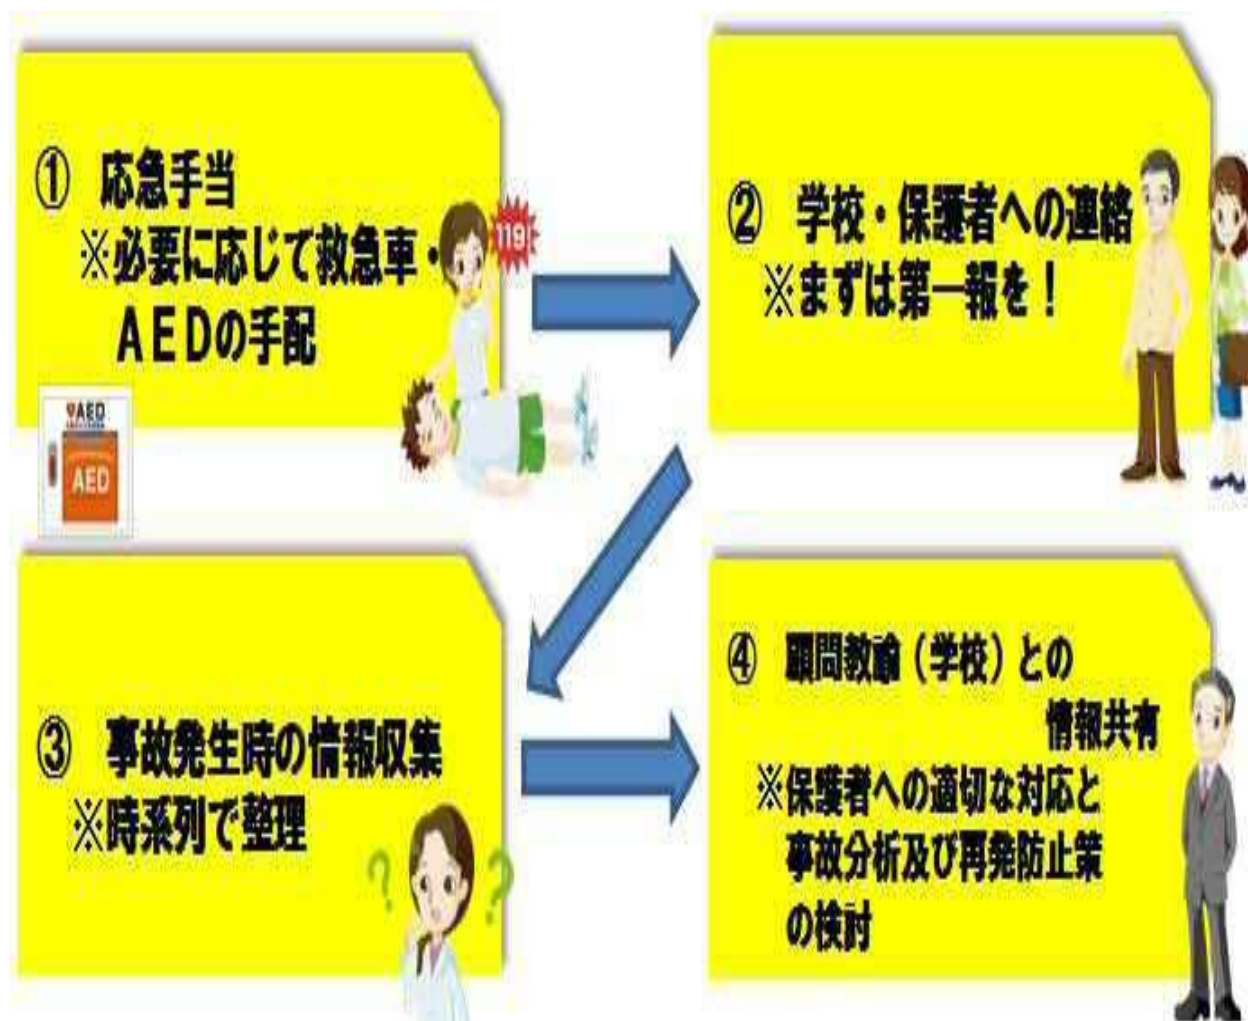 ① 応急手当
※必要に応じて救急車・
AEDの手配
119!
AED
AED
② 学校・保護者への連絡
※まずは第一報を！
③ 事故発生時の情報収集
※時系列で整理
? ?
④ 顧問教諭（学校）との
情報共有
※保護者への適切な対応と
事故分析及び再発防止策
の検討